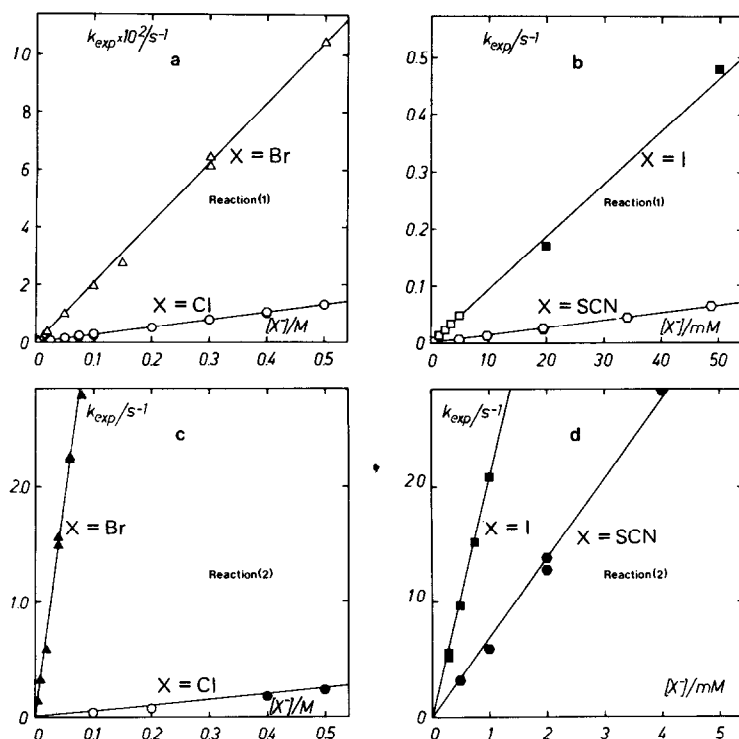 k_exp×10²/s⁻¹
a
10
8
6
4
2
0
X = Br
Reaction(1)
X = Cl
[X⁻]/M
0 0.1 0.2 0.3 0.4 0.5
k_exp/s⁻¹
b
0.5
0.4
0.3
0.2
0.1
0
X = I
Reaction(1)
X = SCN
[X⁻]/mM
0 10 20 30 40 50
k_exp/s⁻¹
c
2.0
1.0
0
X = Br
Reaction(2)
X = Cl
[X⁻]/M
0 0.1 0.2 0.3 0.4 0.5
k_exp/s⁻¹
d
20
10
0
X = I
X = SCN
Reaction(2)
[X⁻]/mM
0 1 2 3 4 5